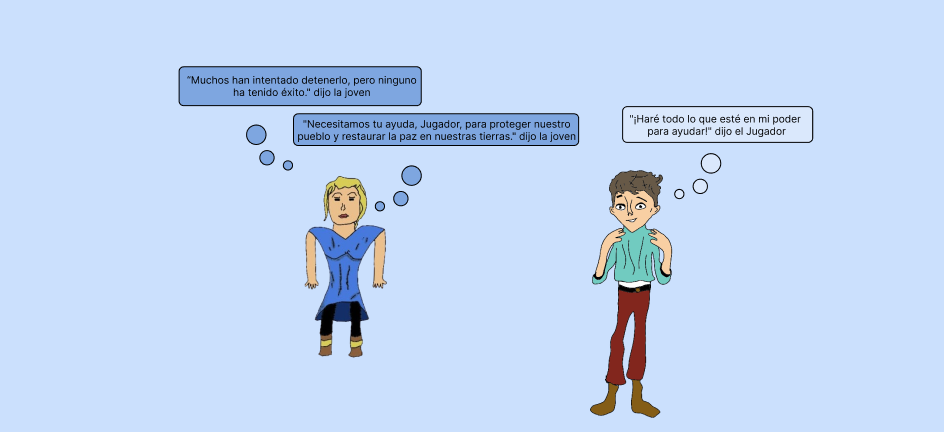 "Muchos han intentado detenerlo, pero ninguno
ha tenido éxito." dijo la joven
"Necesitamos tu ayuda, Jugador, para proteger nuestro
pueblo y restaurar la paz en nuestras tierras." dijo la joven
"¡Haré todo lo que esté en mi poder
para ayudar!" dijo el Jugador